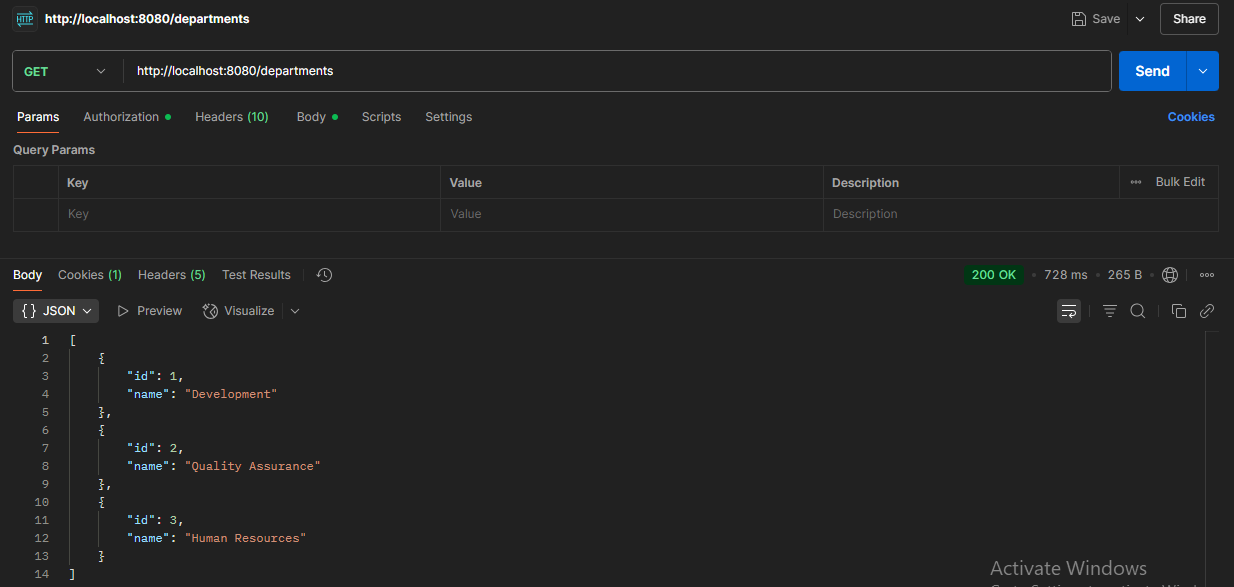 HTTP http://localhost:8080/departments Save Share
GET http://localhost:8080/departments Send
Params Authorization Headers (10) Body Scripts Settings Cookies
Query Params
Key Value Description ••• Bulk Edit
Key Value Description
Body Cookies (1) Headers (5) Test Results 200 OK • 728 ms • 265 B •
{} JSON Preview Visualize
1 [
2 {
3 "id": 1,
4 "name": "Development"
5 },
6 {
7 "id": 2,
8 "name": "Quality Assurance"
9 },
10 {
11 "id": 3,
12 "name": "Human Resources"
13 }
14 ]
Activate Windows